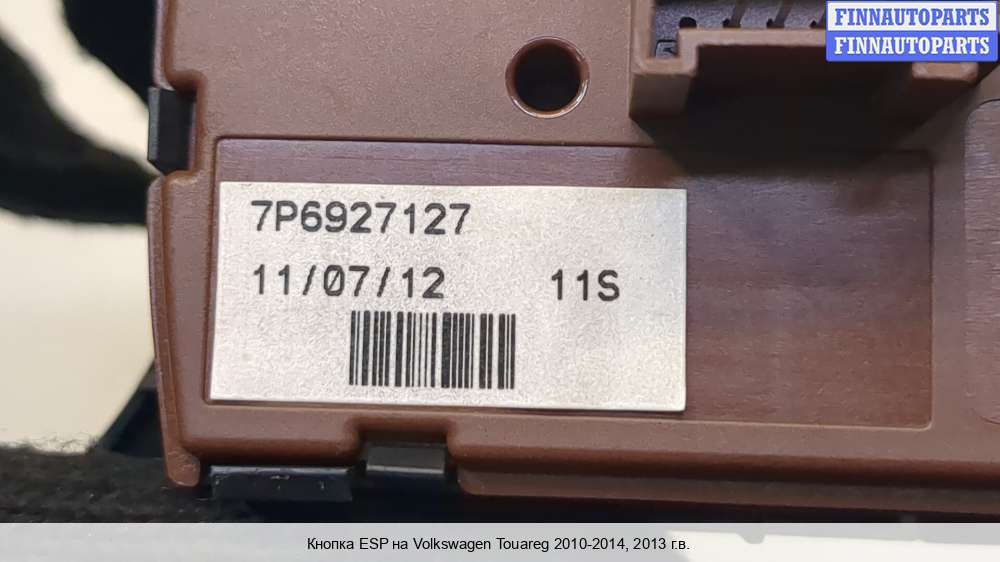 FINNAUTOPARTS
FINNAUTOPARTS
7P6927127
11/07/12 11S
Кнопка ESP на Volkswagen Touareg 2010-2014, 2013 г.в.